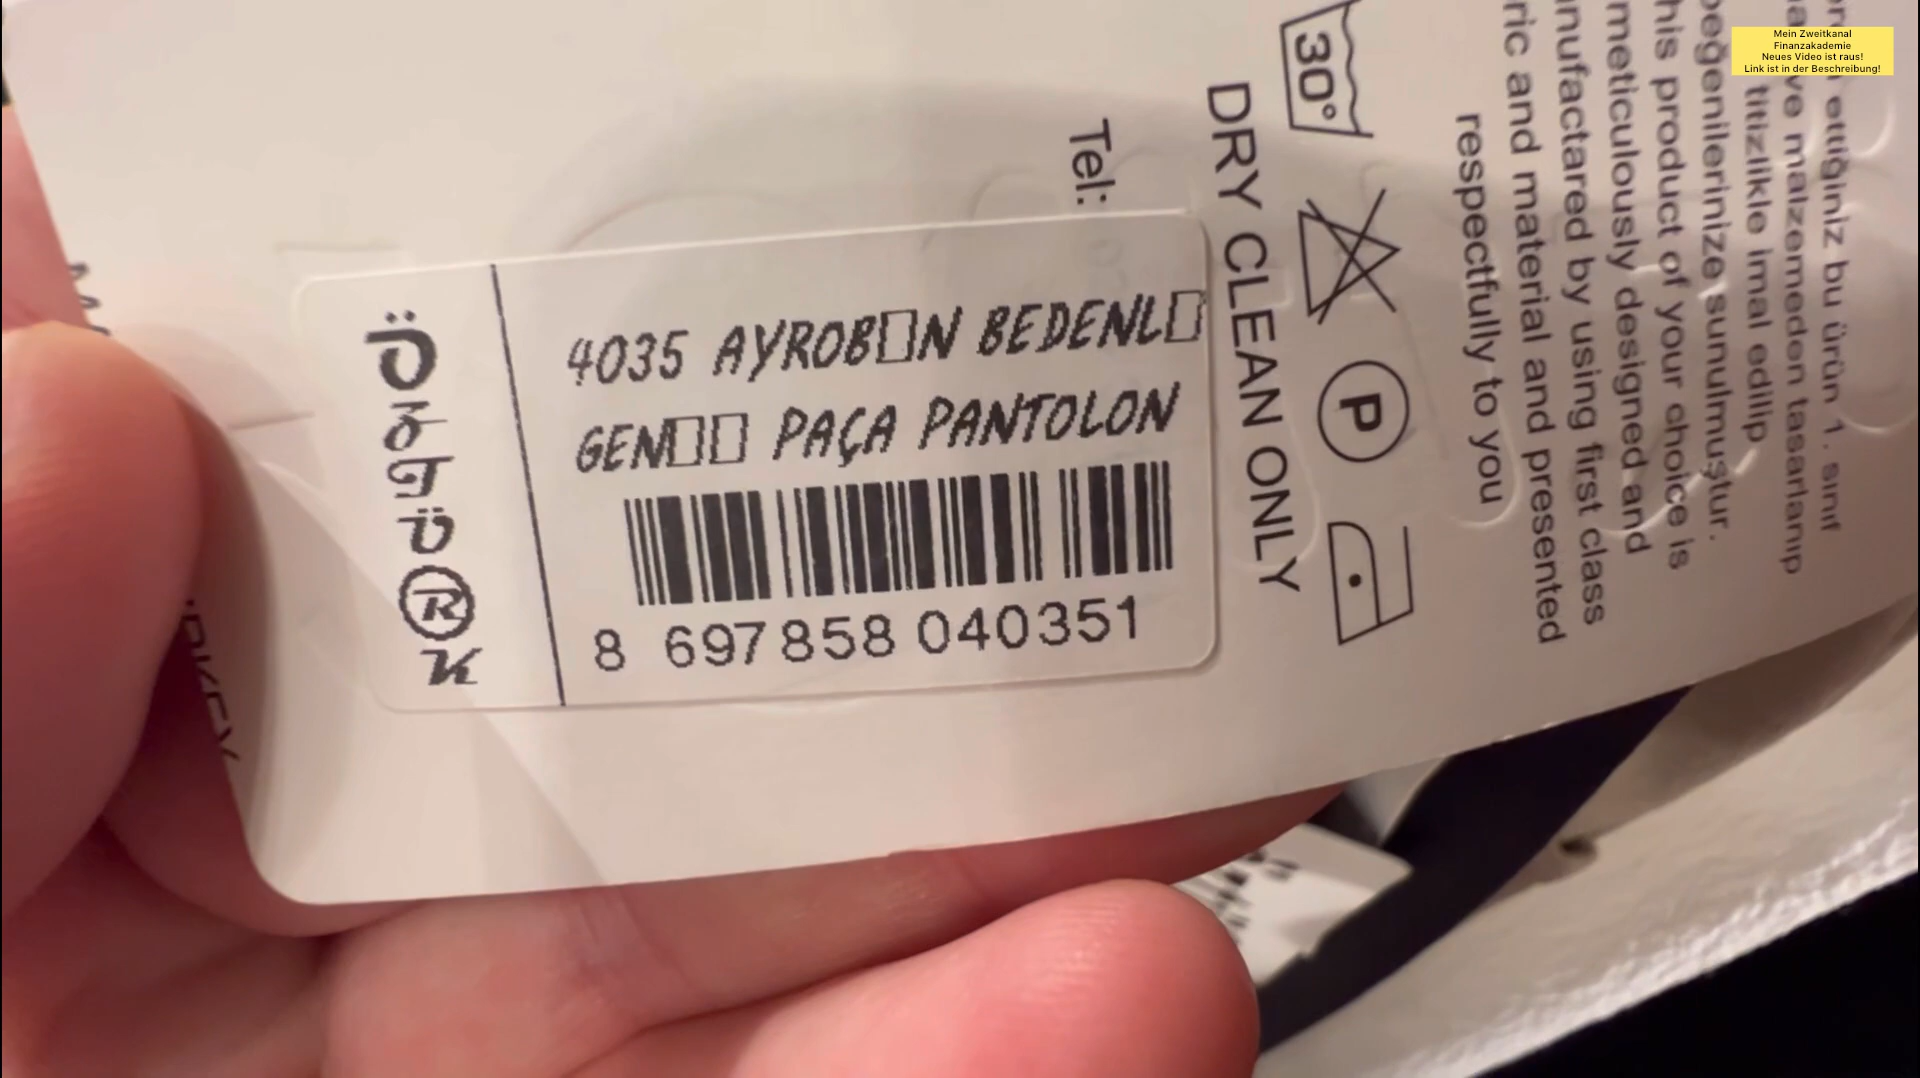 4035 AYROB□N BEDENL□
GEN□□ PAÇA PANTOLON
8 697858 040351
Tel:
DRY CLEAN ONLY
30°
P
ettiğiniz bu ürün 1. sınıf
ve malzemeden tasarlanıp
titizlikle imal edilip
beğenilerinize sunulmuştur.
this product of your choice is
meticulously designed and
anufactared by using first class
ric and material and presented
respectfully to you
Mein Zweitkanal
Finanzakademie
Neues Video ist raus!
Link ist in der Beschreibung!